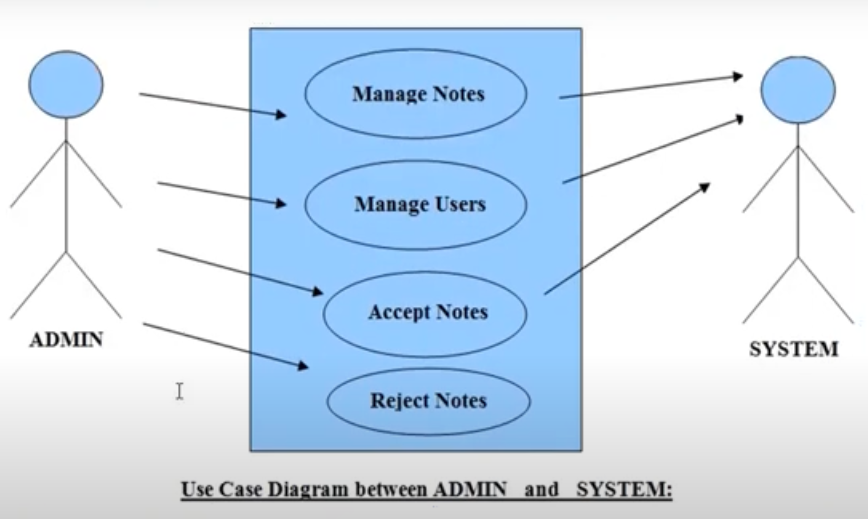 Manage Notes
Manage Users
Accept Notes
Reject Notes
ADMIN
SYSTEM
Use Case Diagram between ADMIN and SYSTEM: